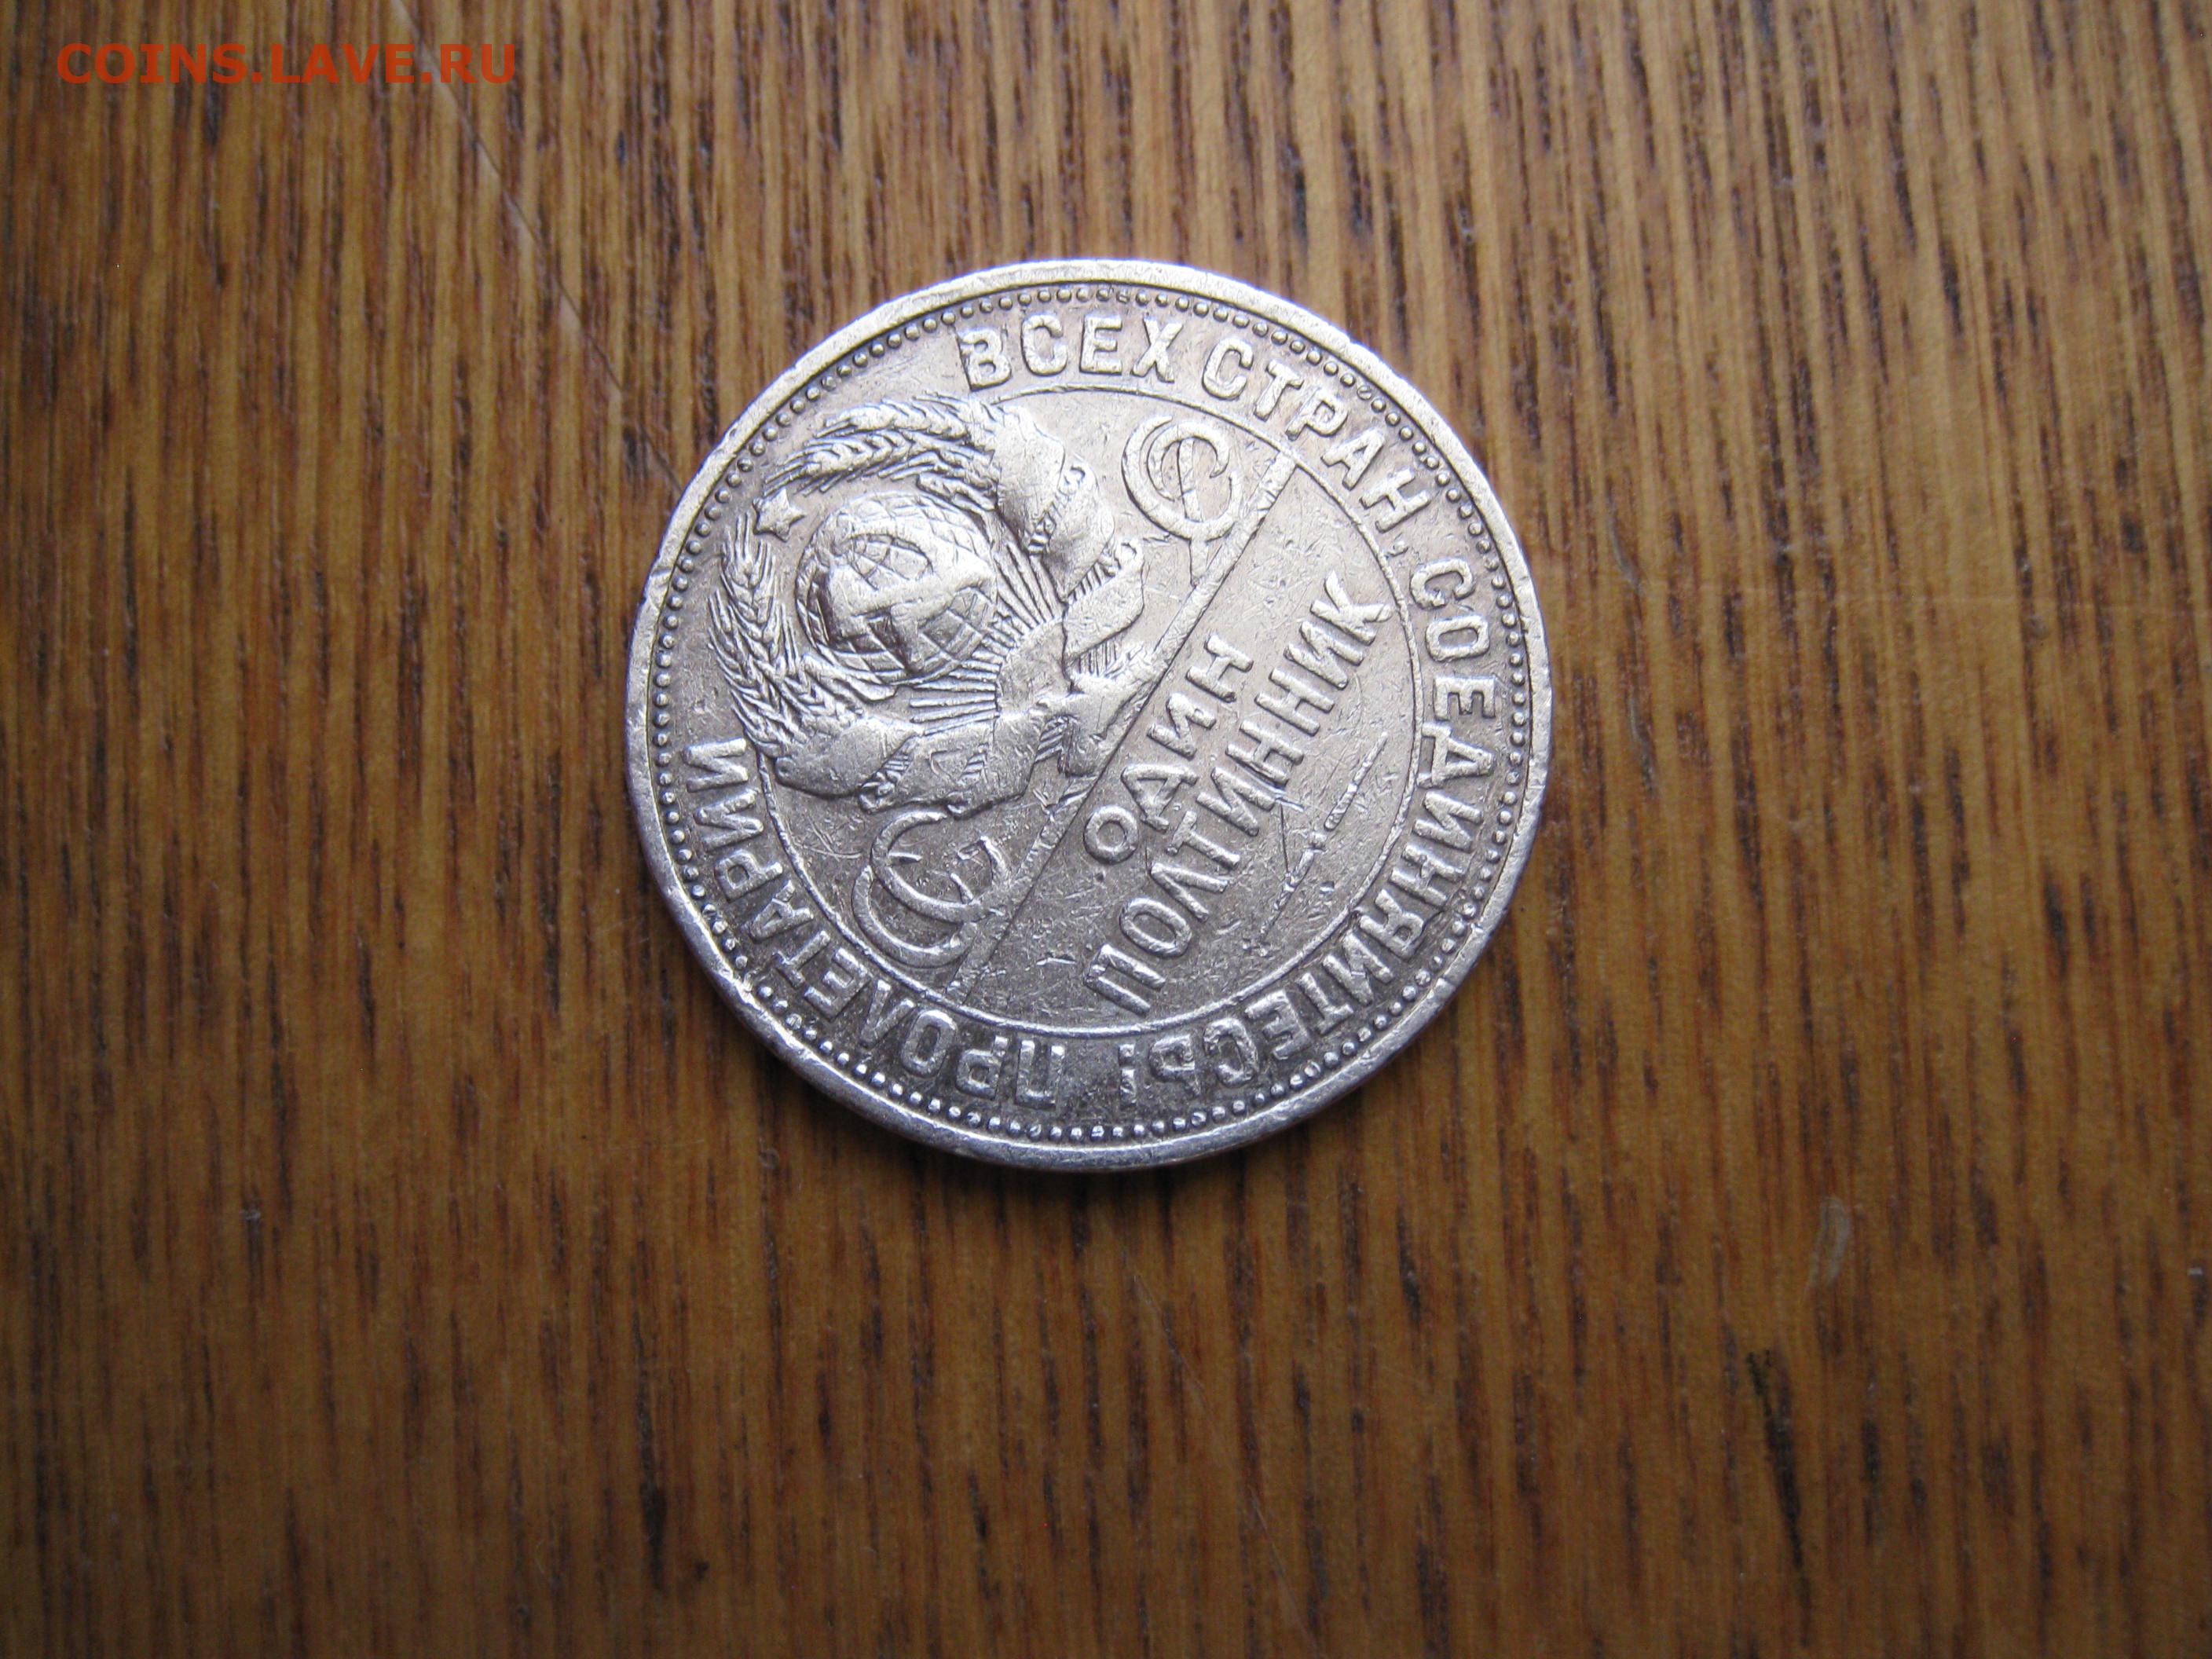 COINS.LAVE.RU
ПРОЛЕТАРИИ ВСЕХ СТРАН, СОЕДИНЯЙТЕСЬ!
СССР
ОДИН
ПОЛТИННИК